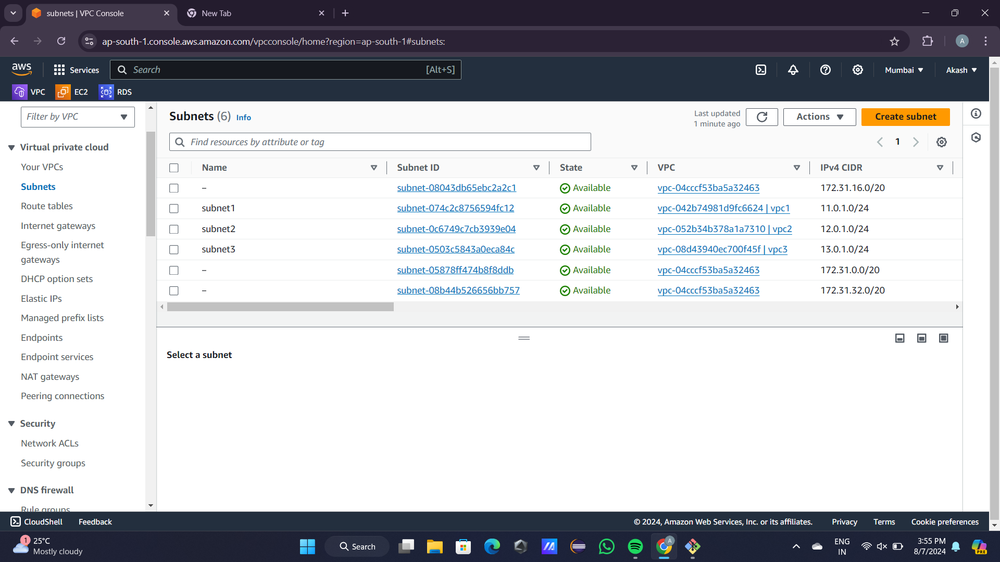 subnets | VPC Console
New Tab
ap-south-1.console.aws.amazon.com/vpcconsole/home?region=ap-south-1#subnets:
A
aws
Services
Search
[Alt+S]
Mumbai
Akash
VPC
EC2
RDS
Filter by VPC
Virtual private cloud
Your VPCs
Subnets
Route tables
Internet gateways
Egress-only internet
gateways
DHCP option sets
Elastic IPs
Managed prefix lists
Endpoints
Endpoint services
NAT gateways
Peering connections
Security
Network ACLs
Security groups
DNS firewall
Rule groups
Subnets (6) Info
Last updated
1 minute ago
Actions
Create subnet
Find resources by attribute or tag
1
Name Subnet ID State VPC IPv4 CIDR
– subnet-08043db65ebc2a2c1 Available vpc-04cccf53ba5a32463 172.31.16.0/20
subnet1 subnet-074c2c8756594fc12 Available vpc-042b74981d9fc6624 | vpc1 11.0.1.0/24
subnet2 subnet-0c6749c7cb3939e04 Available vpc-052b34b378a1a7310 | vpc2 12.0.1.0/24
subnet3 subnet-0503c5843a0eca84c Available vpc-08d43940ec700f45f | vpc3 13.0.1.0/24
– subnet-05878ff474b8f8ddb Available vpc-04cccf53ba5a32463 172.31.0.0/20
– subnet-08b44b526656bb757 Available vpc-04cccf53ba5a32463 172.31.32.0/20
Select a subnet
CloudShell
Feedback
© 2024, Amazon Web Services, Inc. or its affiliates.
Privacy
Terms
Cookie preferences
1
25°C
Mostly cloudy
Search
A
ENG
IN
3:55 PM
8/7/2024
PRE